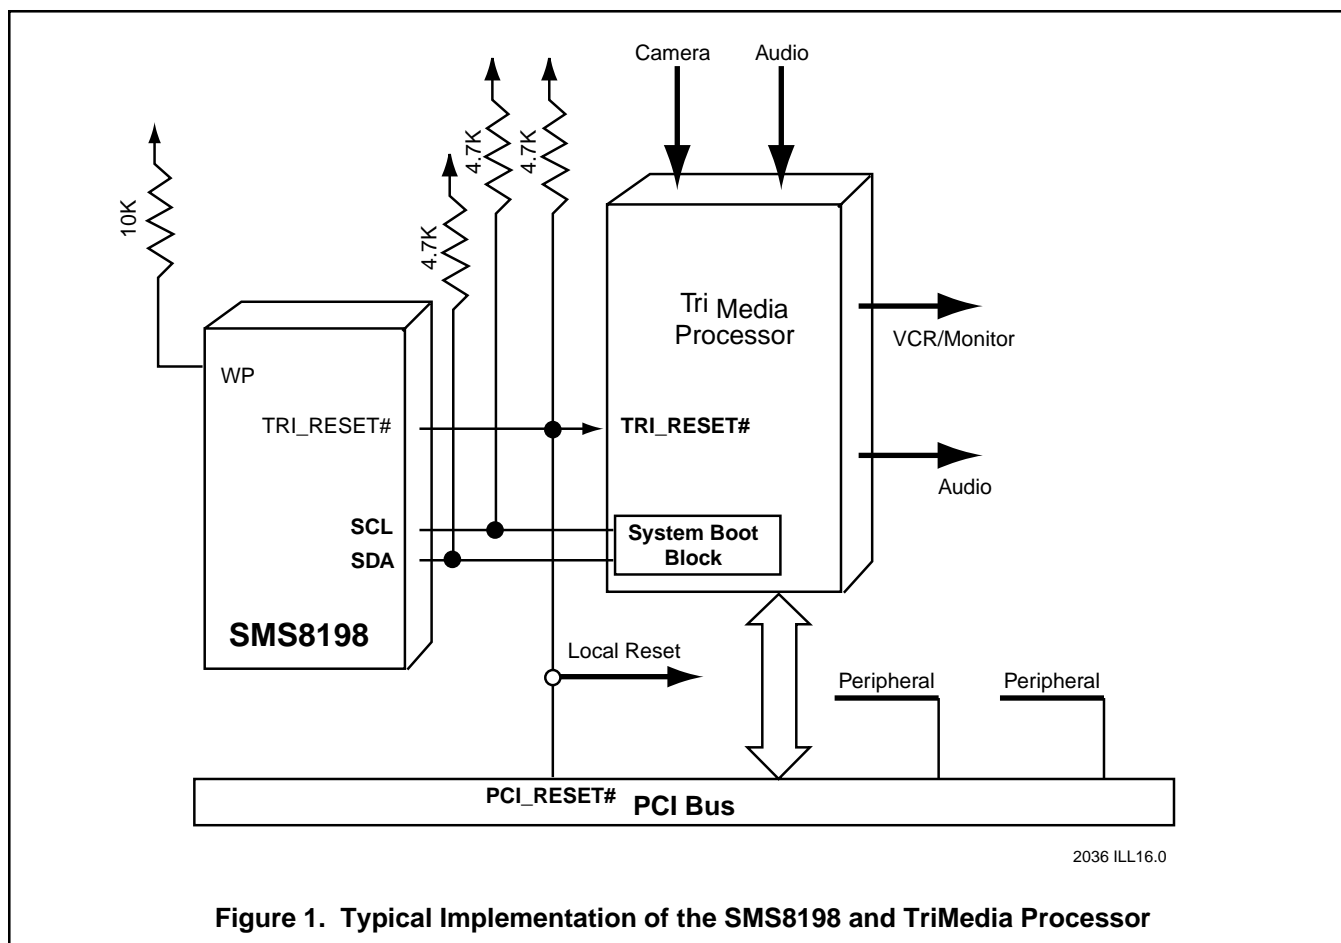 Camera
Audio
4.7K
4.7K
10K
4.7K
Tri Media
Processor
VCR/Monitor
WP
TRI_RESET#
TRI_RESET#
Audio
SCL
SDA
System Boot
Block
SMS8198
Local Reset
Peripheral
Peripheral
PCI_RESET#
PCI Bus
2036 ILL16.0
Figure 1. Typical Implementation of the SMS8198 and TriMedia Processor